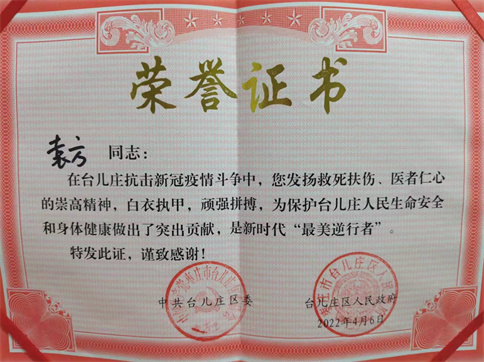 荣誉证书
袁方 同志：
在台儿庄抗击新冠疫情斗争中，您发扬救死扶伤、医者仁心
的崇高精神，白衣执甲，顽强拼搏，为保护台儿庄人民生命安全
和身体健康做出了突出贡献，是新时代“最美逆行者”。
特发此证，谨致感谢！
中共台儿庄区委
台儿庄区人民政府
2022年4月6日